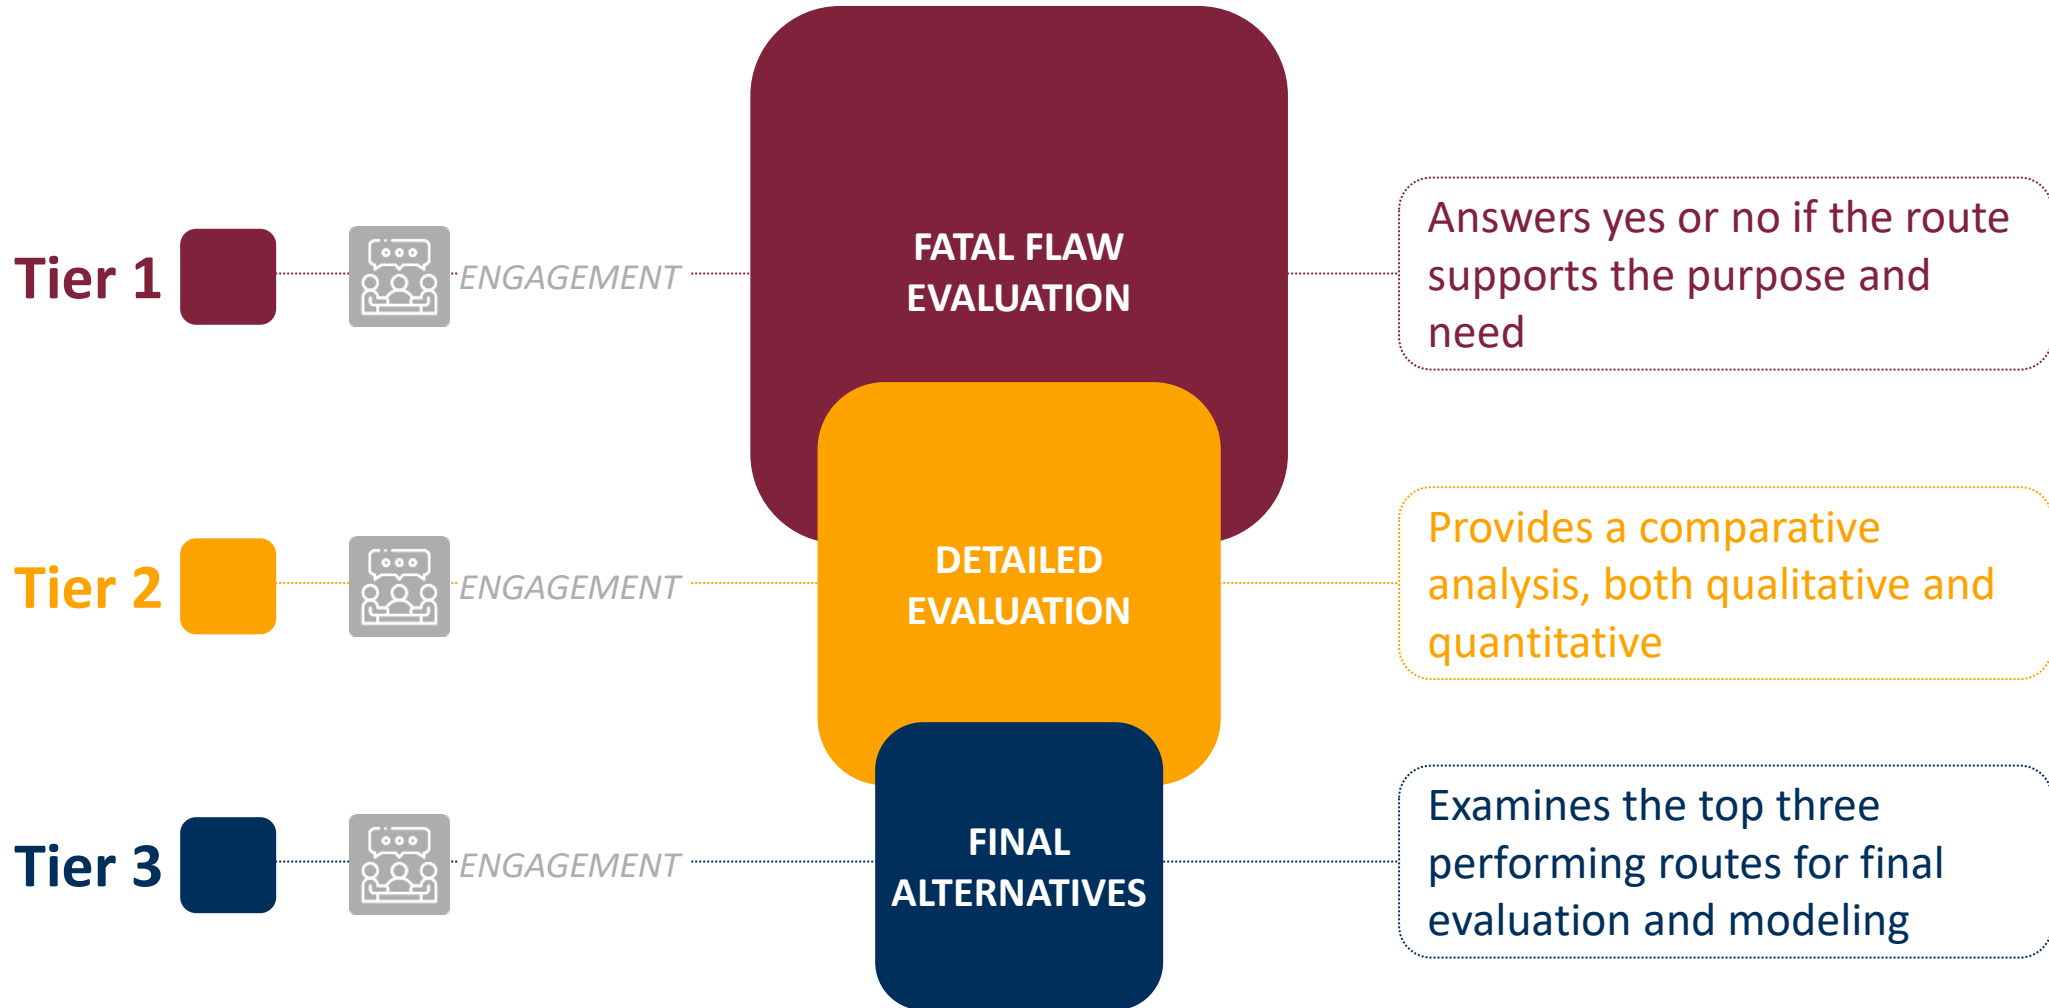 Tier 1
ENGAGEMENT
FATAL FLAW
EVALUATION
Answers yes or no if the route
supports the purpose and
need
Tier 2
ENGAGEMENT
DETAILED
EVALUATION
Provides a comparative
analysis, both qualitative and
quantitative
Tier 3
ENGAGEMENT
FINAL
ALTERNATIVES
Examines the top three
performing routes for final
evaluation and modeling